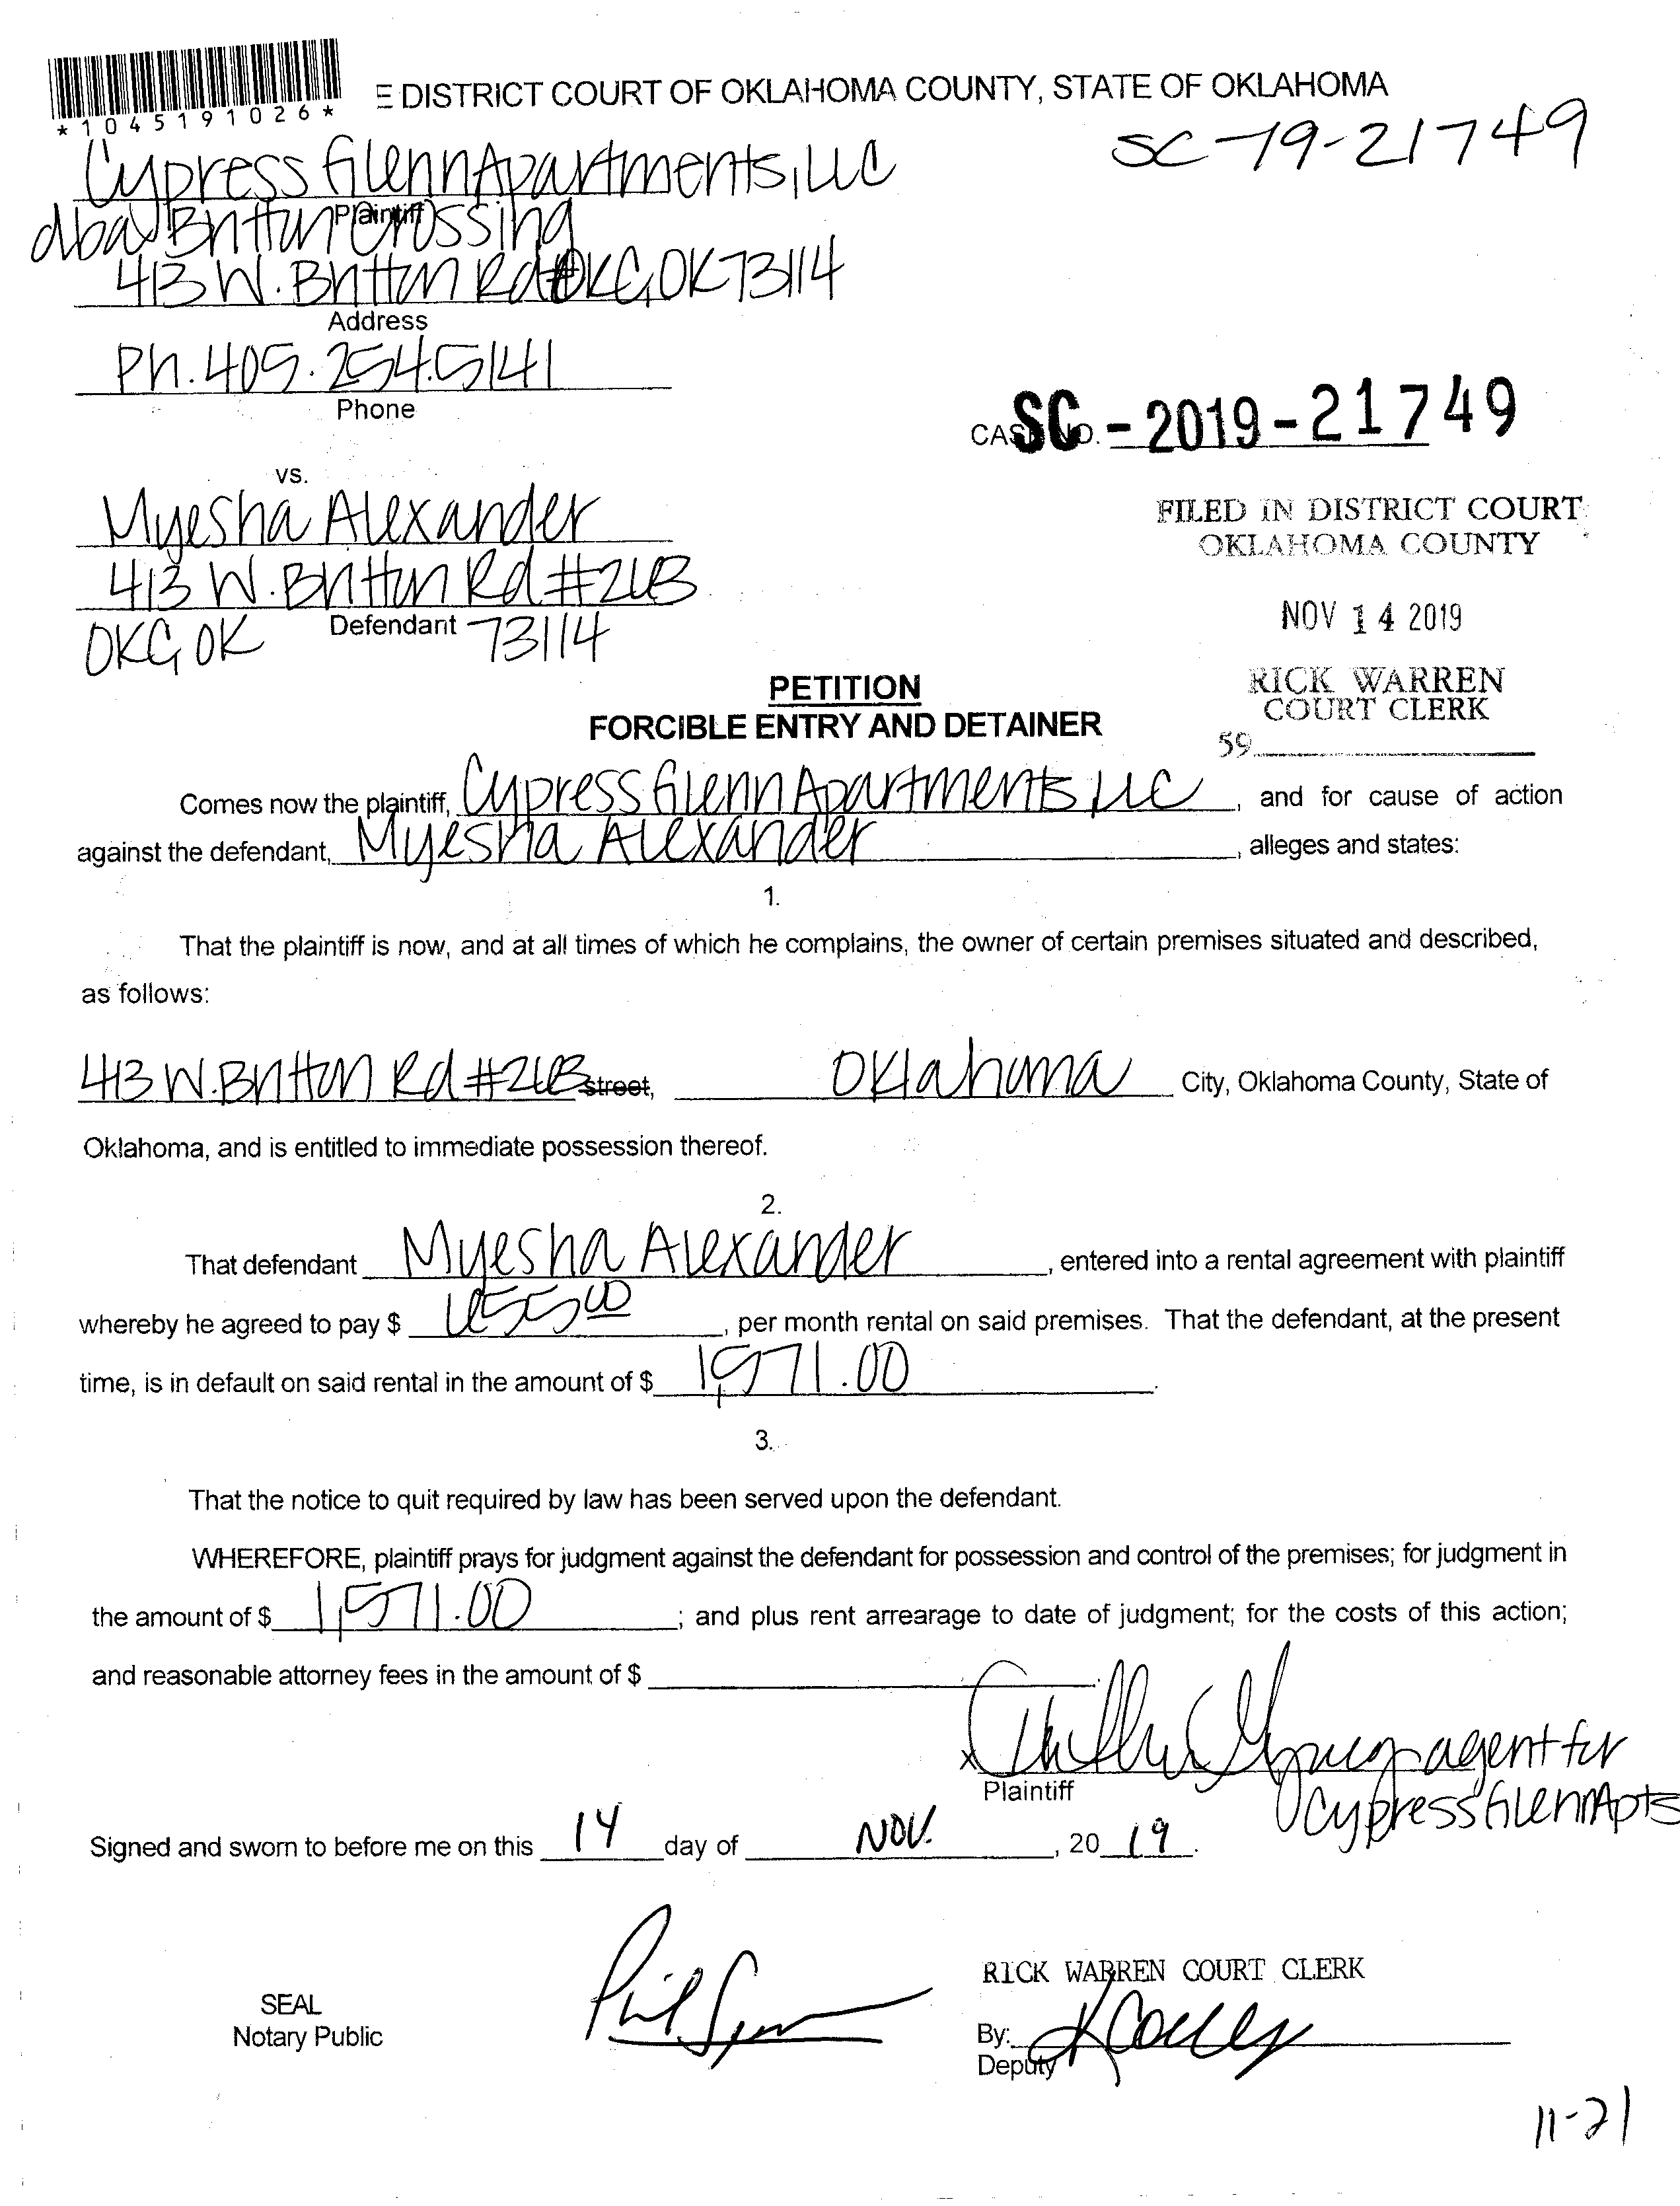 *1045191026*
E DISTRICT COURT OF OKLAHOMA COUNTY, STATE OF OKLAHOMA
SC-19-21749
Cypress Glenn Apartments, LLC
Plaintiff
dba Britton Crossing
413 W. Britton Rd OKC, OK 73114
Address
Ph. 405.254.5141
Phone
CASE NO. SC-2019-21749
vs.
Myesha Alexander
FILED IN DISTRICT COURT
OKLAHOMA COUNTY
413 W. Britton Rd
Defendant
OKC, OK 73114
NOV 14 2019
RICK WARREN
COURT CLERK
59
PETITION
FORCIBLE ENTRY AND DETAINER
Comes now the plaintiff, Cypress Glenn Apartments LLC, and for cause of action
against the defendant, Myesha Alexander, alleges and states:
1.
That the plaintiff is now, and at all times of which he complains, the owner of certain premises situated and described,
as follows:
413 W. Britton Rd street, Oklahoma City, Oklahoma County, State of
Oklahoma, and is entitled to immediate possession thereof.
2.
That defendant Myesha Alexander, entered into a rental agreement with plaintiff
whereby he agreed to pay $ 655.00, per month rental on said premises. That the defendant, at the present
time, is in default on said rental in the amount of $ 1,571.00.
3.
That the notice to quit required by law has been served upon the defendant.
WHEREFORE, plaintiff prays for judgment against the defendant for possession and control of the premises; for judgment in
the amount of $ 1,571.00; and plus rent arrearage to date of judgment; for the costs of this action;
and reasonable attorney fees in the amount of $
x agent for
Plaintiff
Cypress Glenn Apts
Signed and sworn to before me on this 14 day of NOV., 20 19.
RICK WARREN COURT CLERK
SEAL
Notary Public
By:
Deputy
11-21